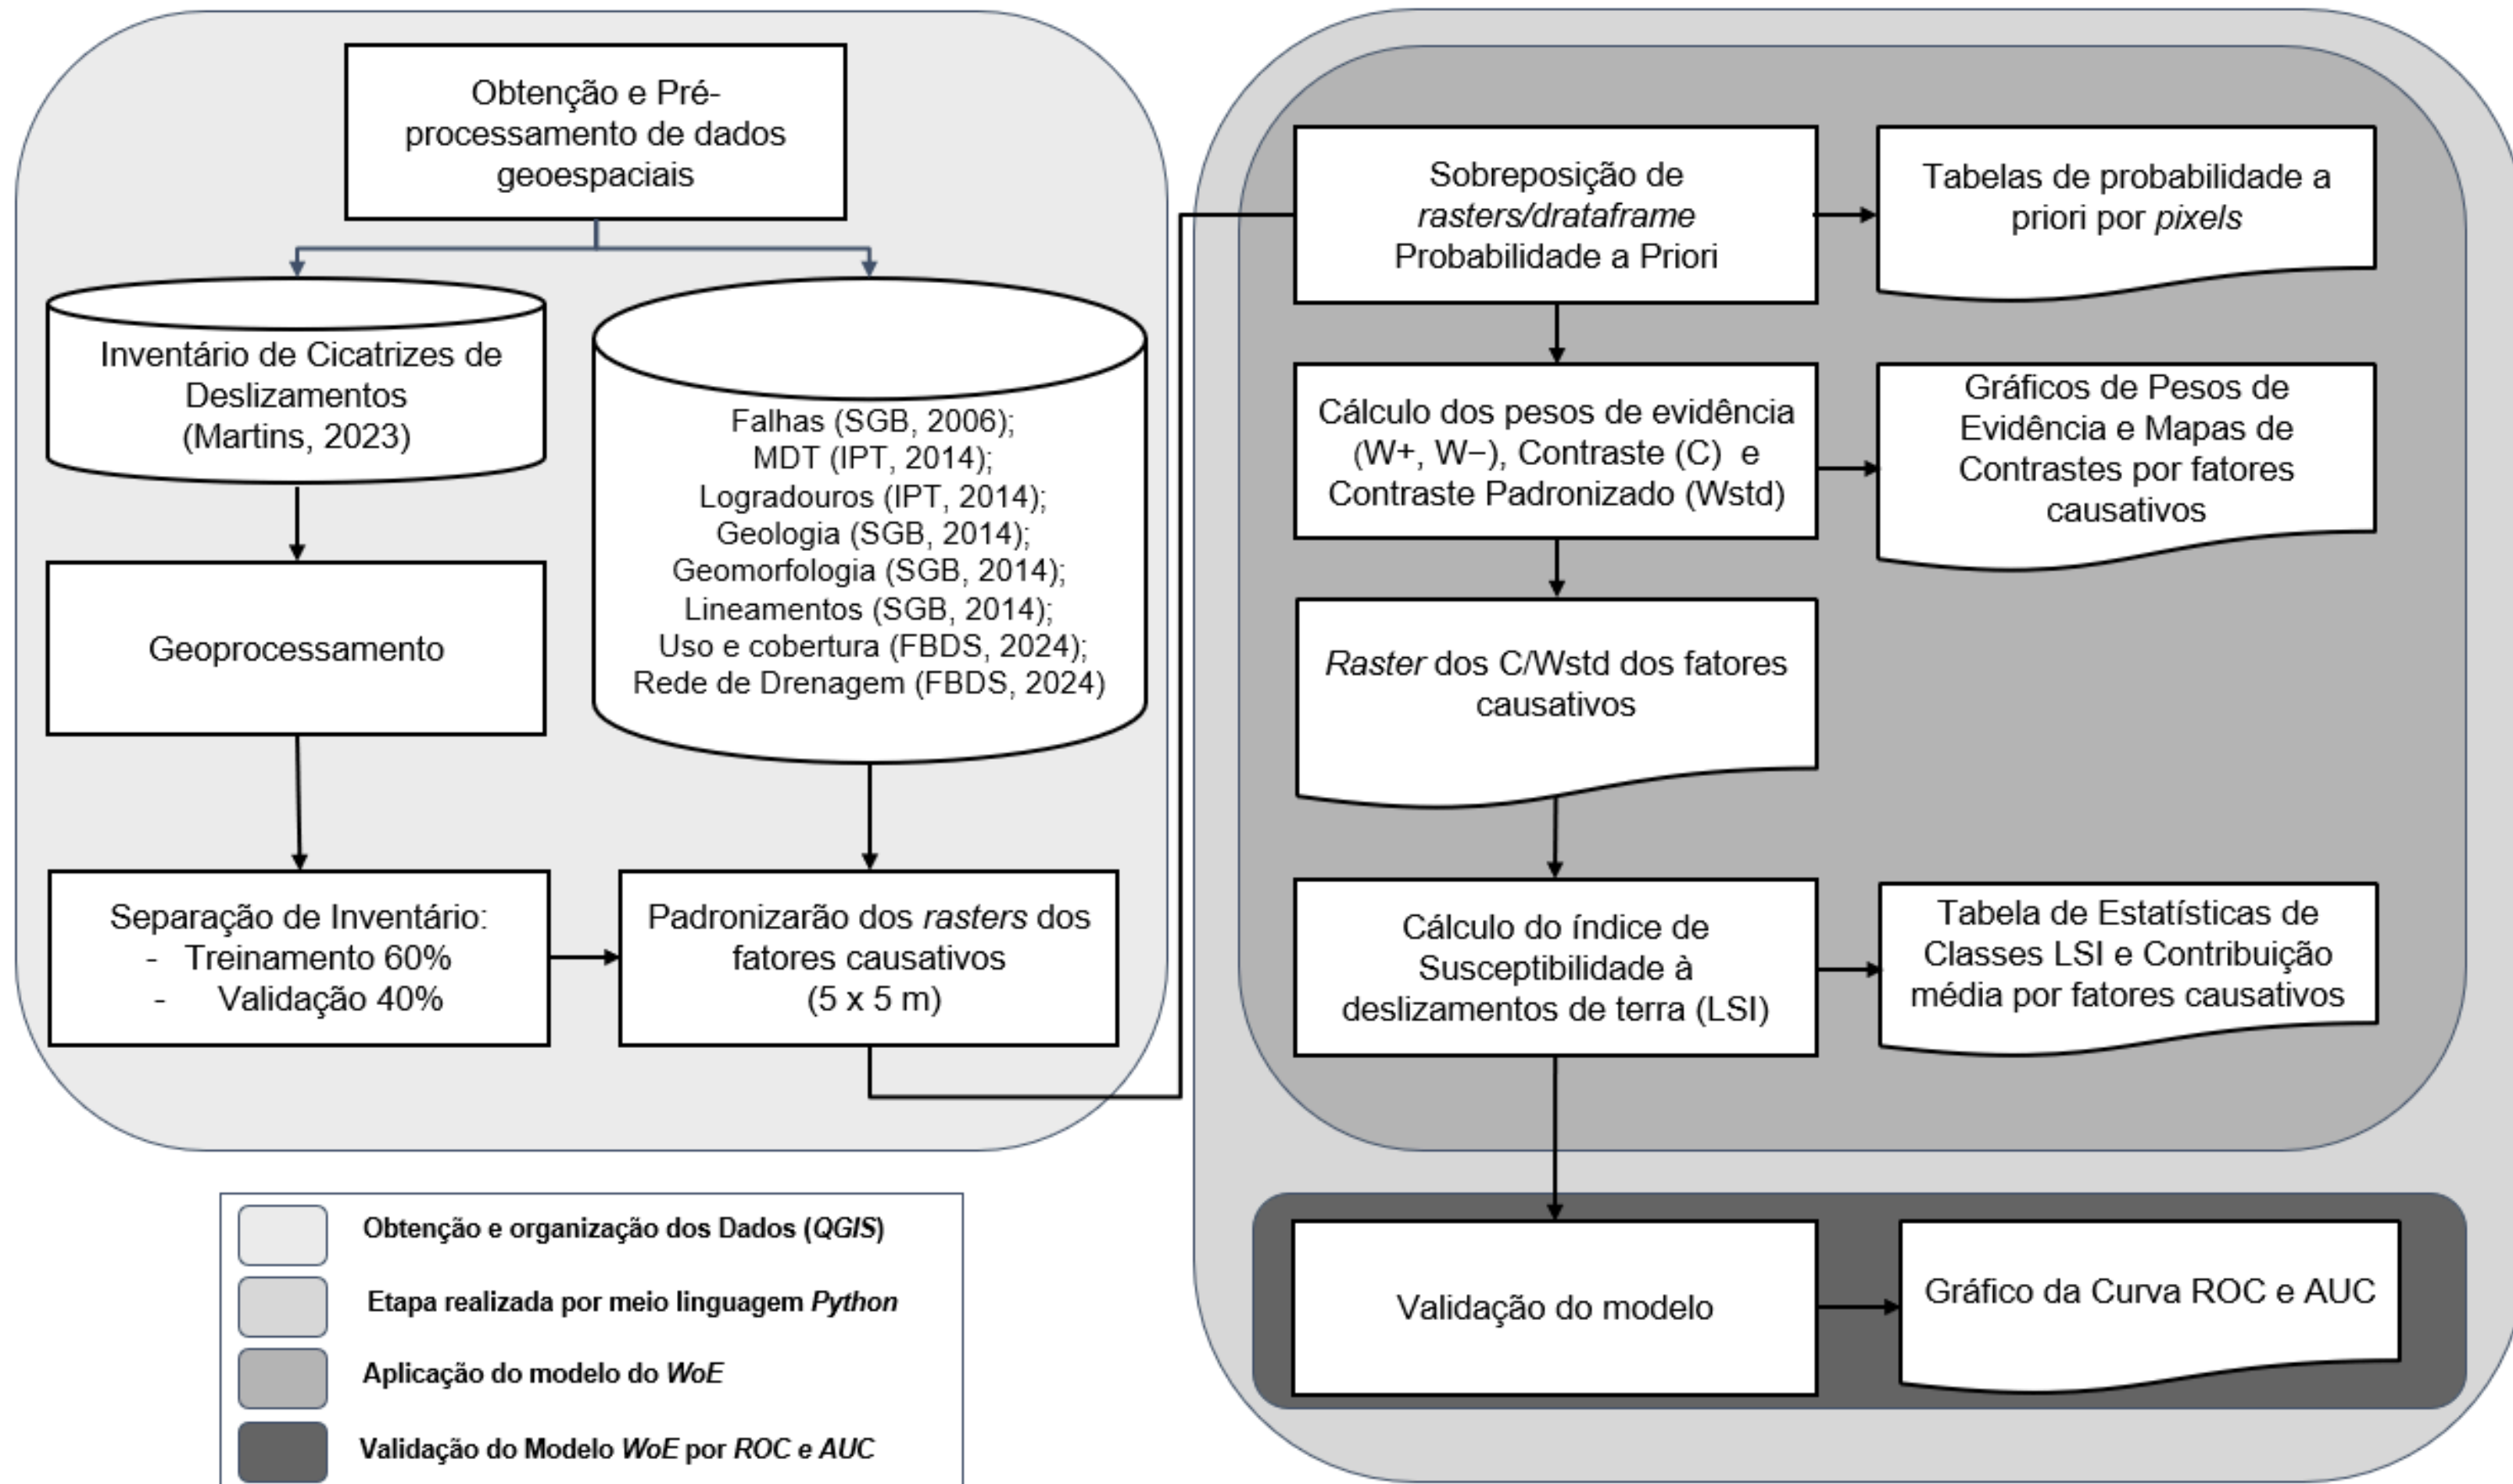 Obtenção e Pré-
processamento de dados
geoespaciais
Inventário de Cicatrizes de
Deslizamentos
(Martins, 2023)
Falhas (SGB, 2006);
MDT (IPT, 2014);
Logradouros (IPT, 2014);
Geologia (SGB, 2014);
Geomorfologia (SGB, 2014);
Lineamentos (SGB, 2014);
Uso e cobertura (FBDS, 2024);
Rede de Drenagem (FBDS, 2024)
Geoprocessamento
Separação de Inventário:
- Treinamento 60%
- Validação 40%
Padronizarão dos rasters dos
fatores causativos
(5 x 5 m)
Sobreposição de
rasters/drataframe
Probabilidade a Priori
Tabelas de probabilidade a
priori por pixels
Cálculo dos pesos de evidência
(W+, W−), Contraste (C) e
Contraste Padronizado (Wstd)
Gráficos de Pesos de
Evidência e Mapas de
Contrastes por fatores
causativos
Raster dos C/Wstd dos fatores
causativos
Cálculo do índice de
Susceptibilidade à
deslizamentos de terra (LSI)
Tabela de Estatísticas de
Classes LSI e Contribuição
média por fatores causativos
Validação do modelo
Gráfico da Curva ROC e AUC
Obtenção e organização dos Dados (QGIS)
Etapa realizada por meio linguagem Python
Aplicação do modelo do WoE
Validação do Modelo WoE por ROC e AUC